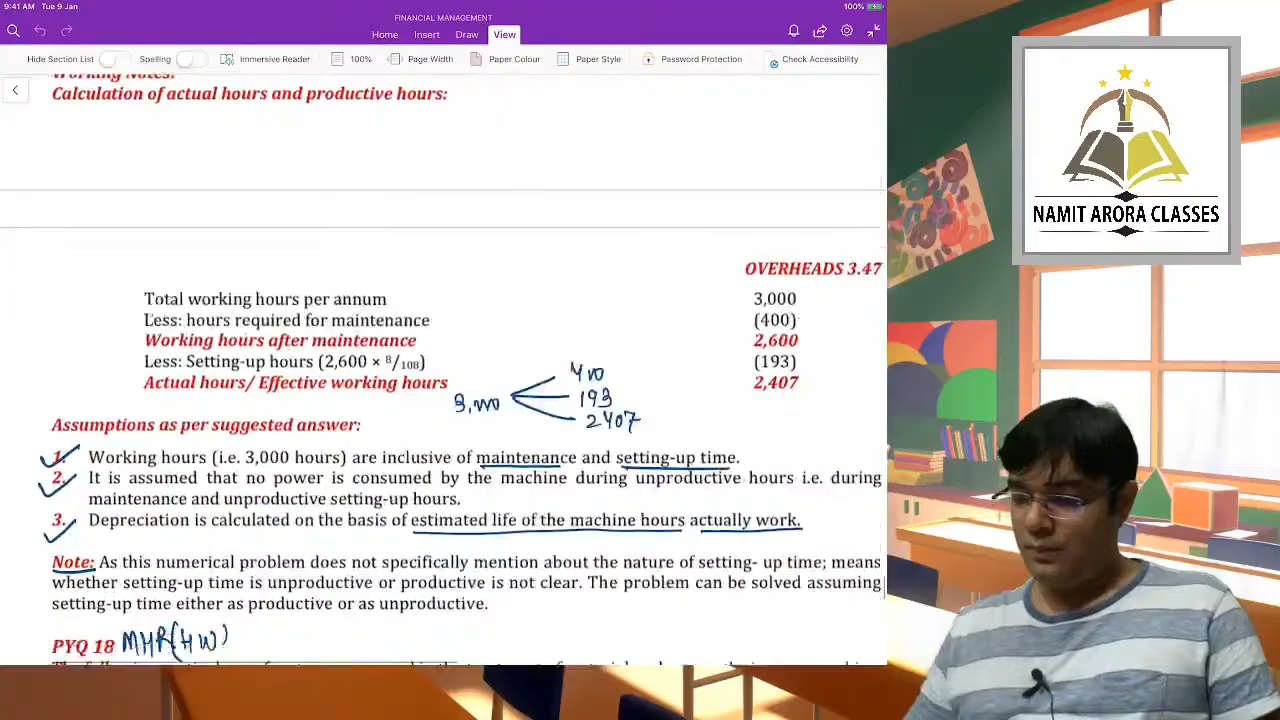 9:41 AM Tue 9 Jan
FINANCIAL MANAGEMENT
100%
Home Insert Draw View
Hide Section List Spelling Immersive Reader 100% Page Width Paper Colour Paper Style Password Protection Check Accessibility
Working Notes:
Calculation of actual hours and productive hours:
OVERHEADS 3.47
Total working hours per annum 3,000
Less: hours required for maintenance (400)
Working hours after maintenance 2,600
Less: Setting-up hours (2,600 × 8/108) (193)
Actual hours/ Effective working hours 2,407
400
3,000 193
2407
Assumptions as per suggested answer:
1. Working hours (i.e. 3,000 hours) are inclusive of maintenance and setting-up time.
2. It is assumed that no power is consumed by the machine during unproductive hours i.e. during
maintenance and unproductive setting-up hours.
3. Depreciation is calculated on the basis of estimated life of the machine hours actually work.
Note: As this numerical problem does not specifically mention about the nature of setting- up time; means
whether setting-up time is unproductive or productive is not clear. The problem can be solved assuming
setting-up time either as productive or as unproductive.
PYQ 18 MHR(HW)
NAMIT ARORA CLASSES